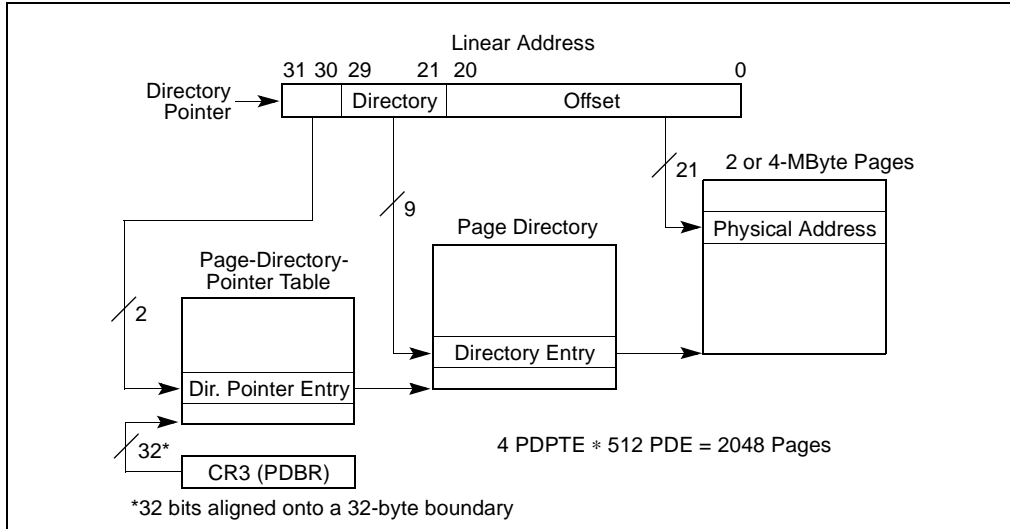 Linear Address
31 30 29 21 20 0
Directory
Pointer
Directory
Offset
2 or 4-MByte Pages
21
9
Physical Address
Page Directory
Page-Directory-
Pointer Table
2
Directory Entry
Dir. Pointer Entry
32*
4 PDPTE * 512 PDE = 2048 Pages
CR3 (PDBR)
*32 bits aligned onto a 32-byte boundary